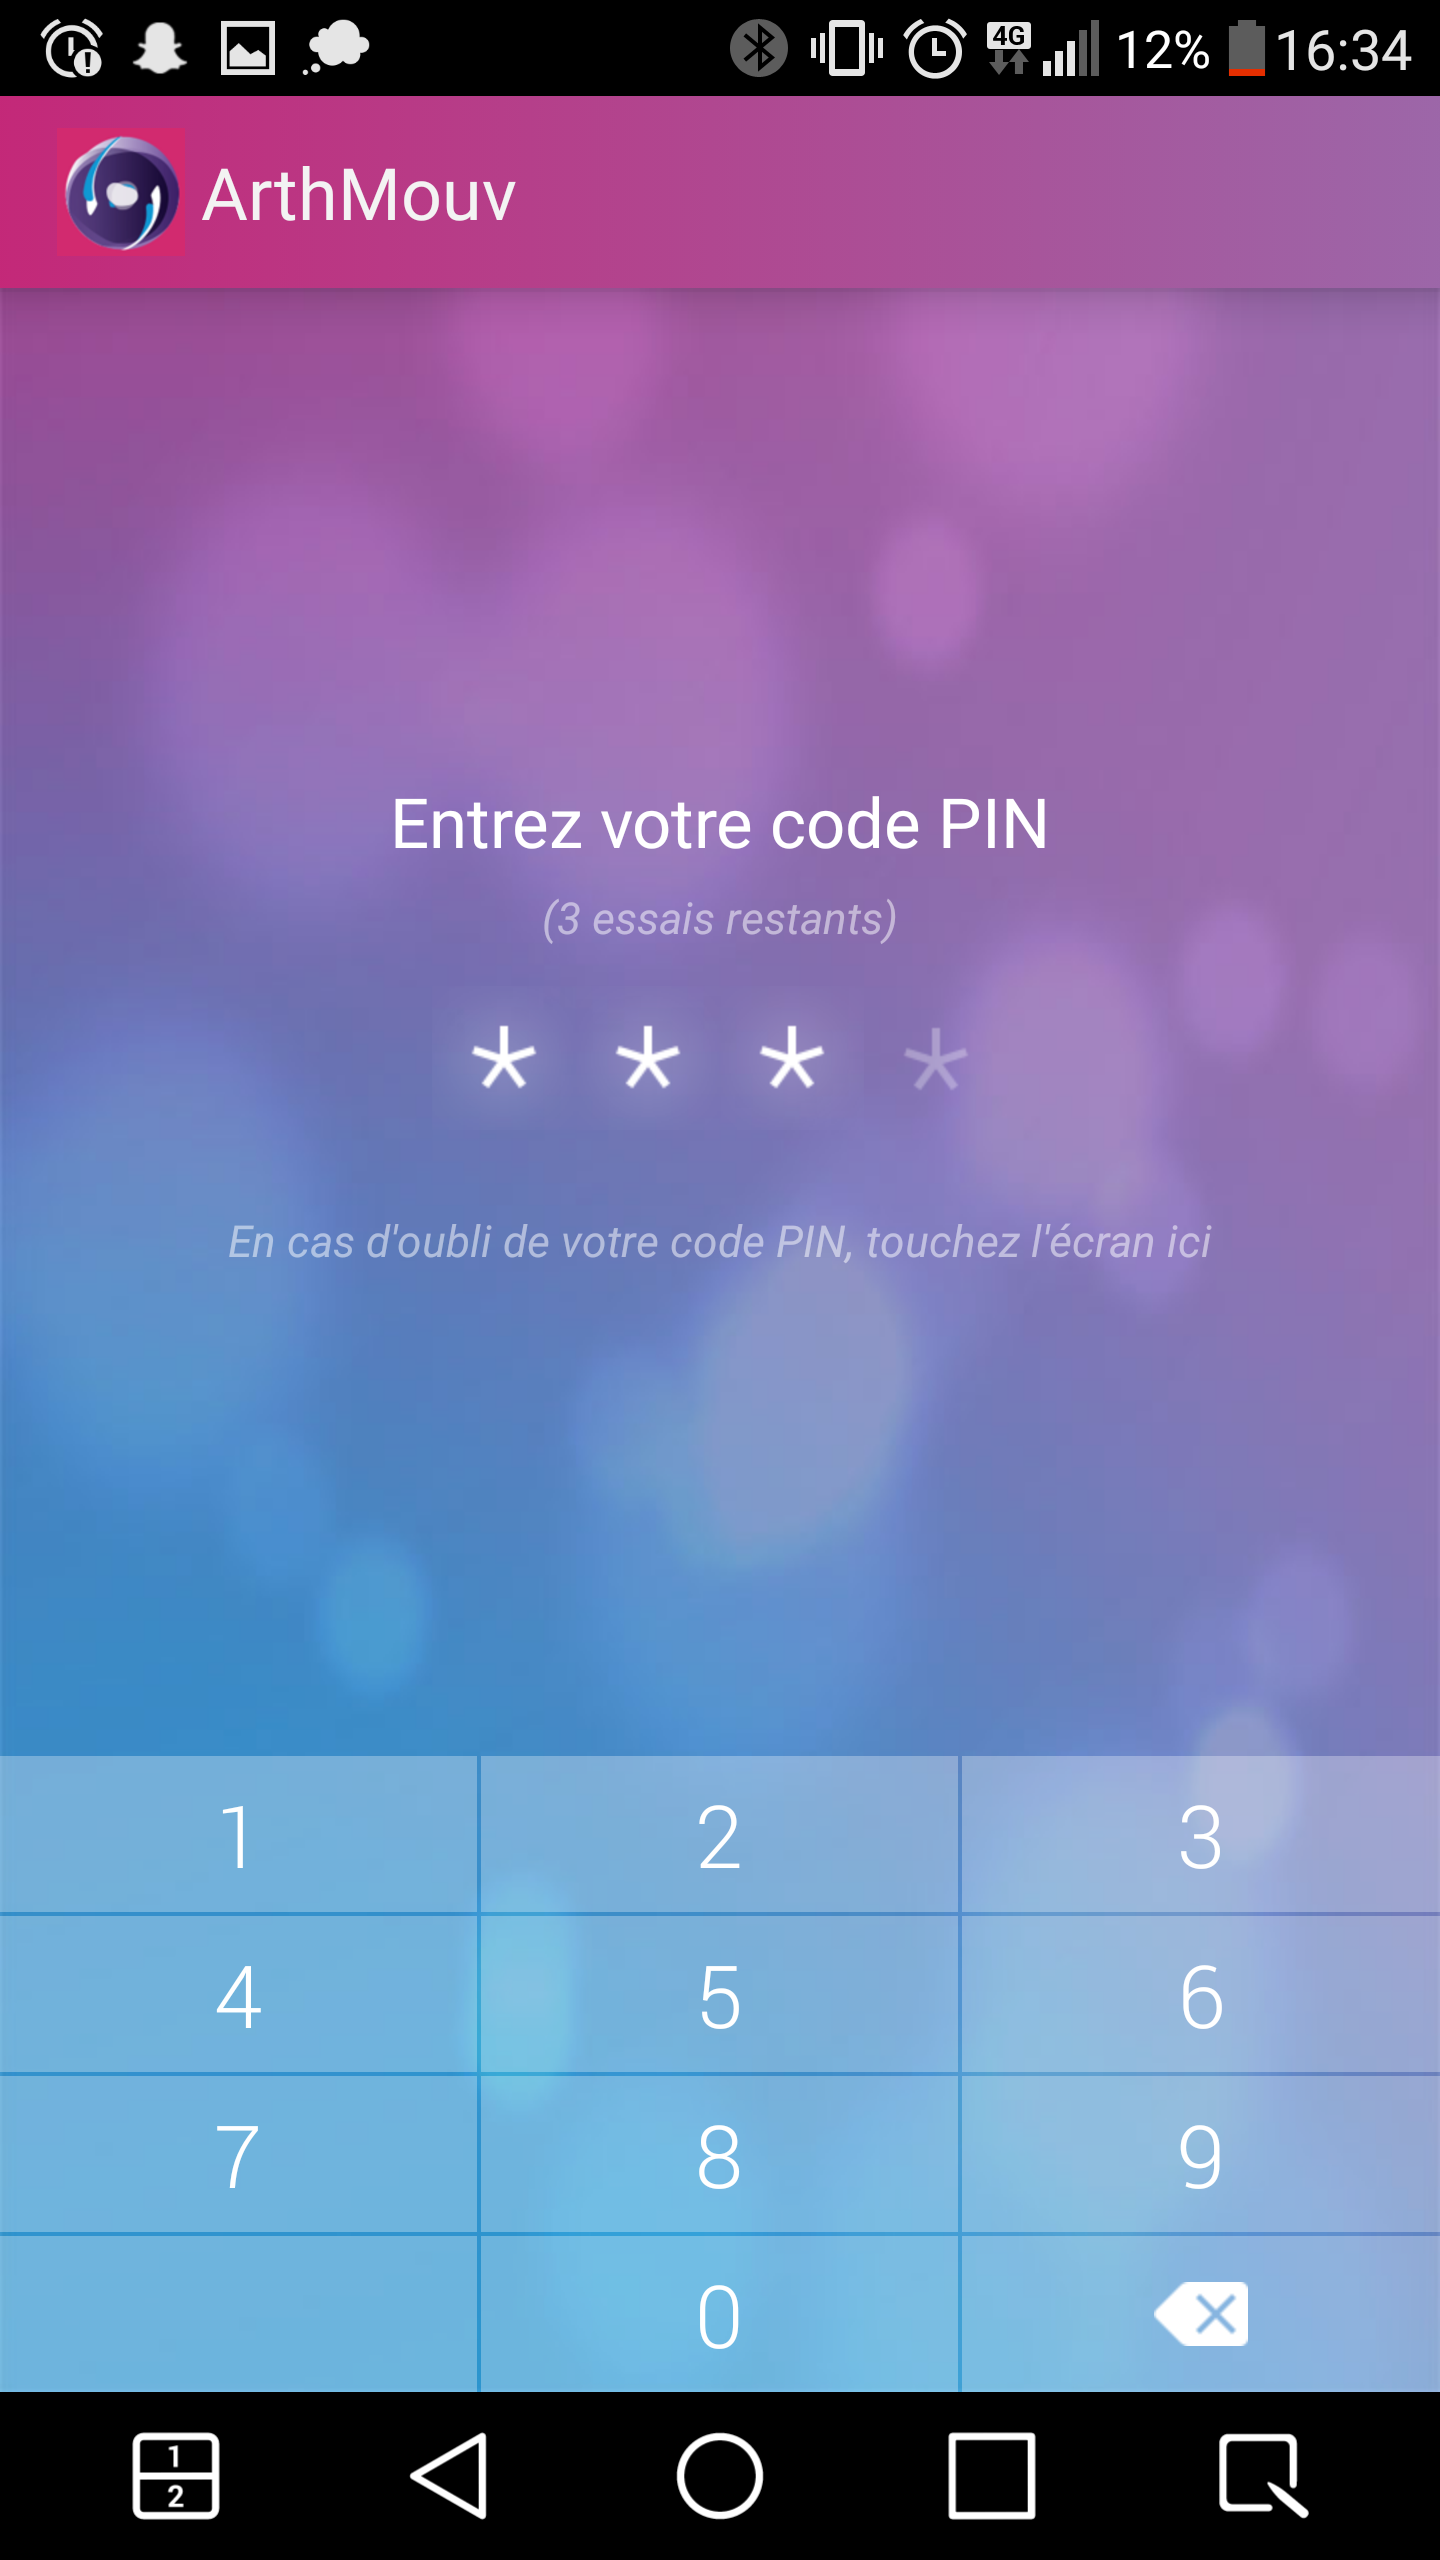 4G 12% 16:34
ArthMouv
Entrez votre code PIN
(3 essais restants)
* * * *
En cas d'oubli de votre code PIN, touchez l'écran ici
1 2 3
4 5 6
7 8 9
0
1
2